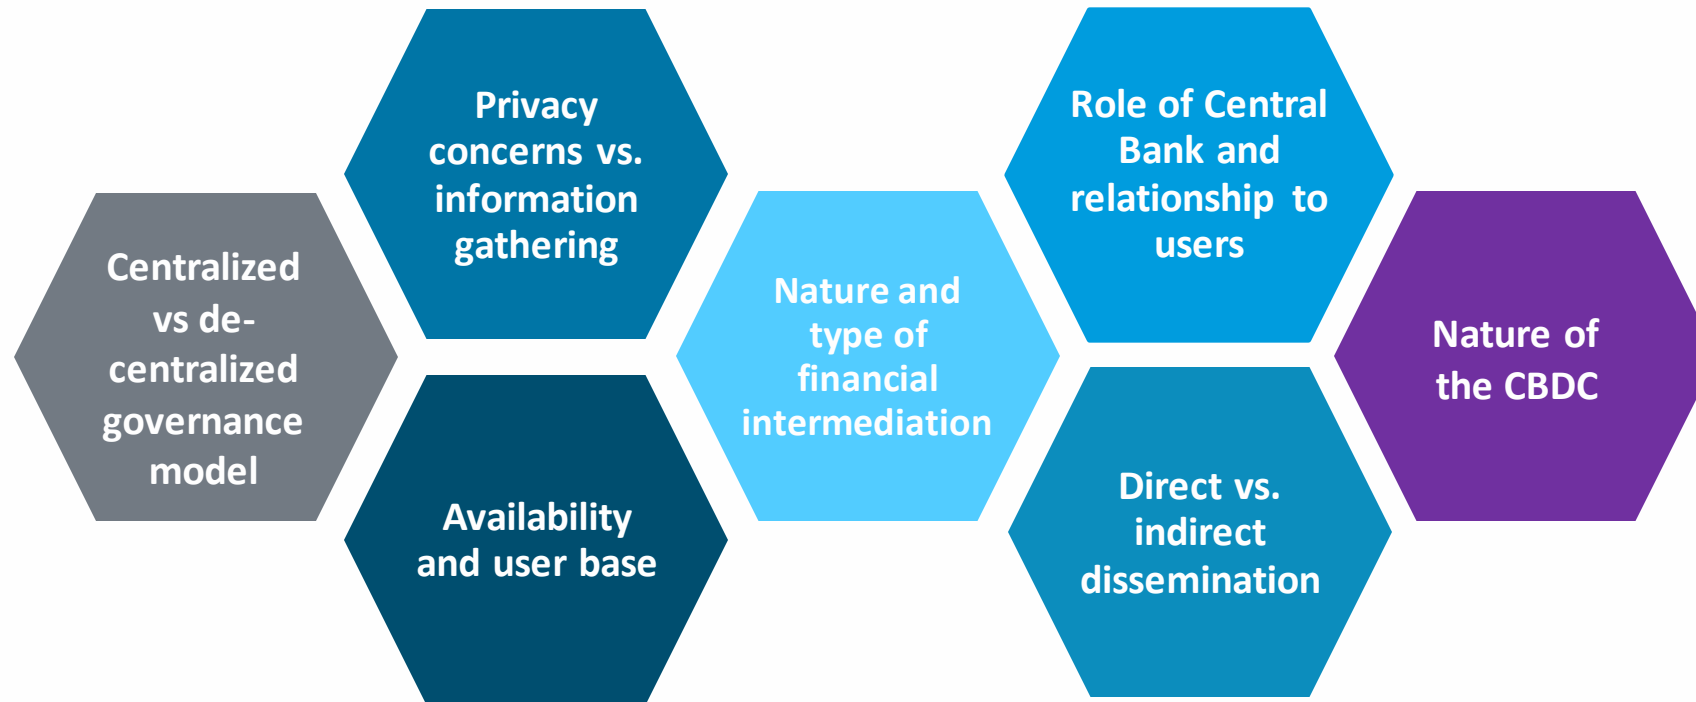 Centralized
vs de-
centralized
governance
model
Privacy
concerns vs.
information
gathering
Availability
and user base
Nature and
type of
financial
intermediation
Role of Central
Bank and
relationship to
users
Direct vs.
indirect
dissemination
Nature of
the CBDC